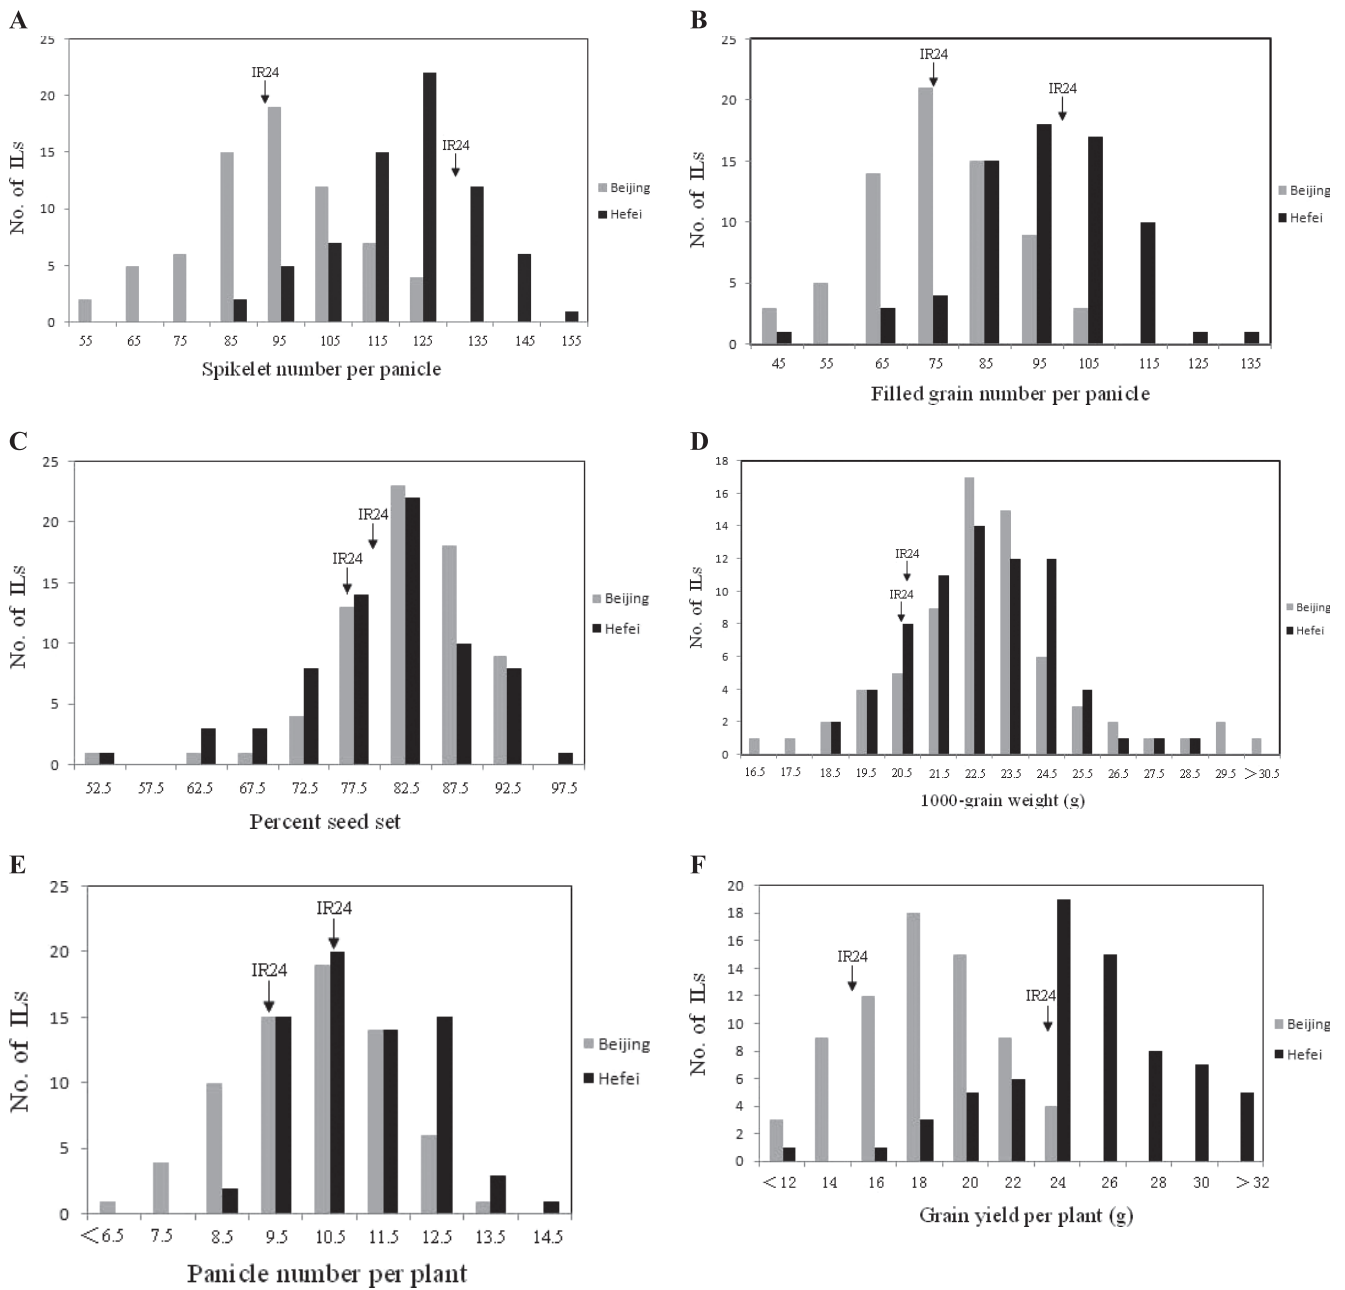 A
25
20
15
10
5
0
No. of ILs
IR24
IR24
Beijing
Hefei
55 65 75 85 95 105 115 125 135 145 155
Spikelet number per panicle
B
25
20
15
10
5
0
No. of ILs
IR24
IR24
Beijing
Hefei
45 55 65 75 85 95 105 115 125 135
Filled grain number per panicle
C
25
20
15
10
5
0
No. of ILs
IR24
IR24
Beijing
Hefei
52.5 57.5 62.5 67.5 72.5 77.5 82.5 87.5 92.5 97.5
Percent seed set
D
18
16
14
12
10
8
6
4
2
0
No. of ILs
IR24
IR24
Beijing
Hefei
16.5 17.5 18.5 19.5 20.5 21.5 22.5 23.5 24.5 25.5 26.5 27.5 28.5 29.5 >30.5
1000-grain weight (g)
E
25
20
15
10
5
0
No. of ILs
IR24
IR24
Beijing
Hefei
<6.5 7.5 8.5 9.5 10.5 11.5 12.5 13.5 14.5
Panicle number per plant
F
20
18
16
14
12
10
8
6
4
2
0
No. of ILs
IR24
IR24
Beijing
Hefei
<12 14 16 18 20 22 24 26 28 30 >32
Grain yield per plant (g)